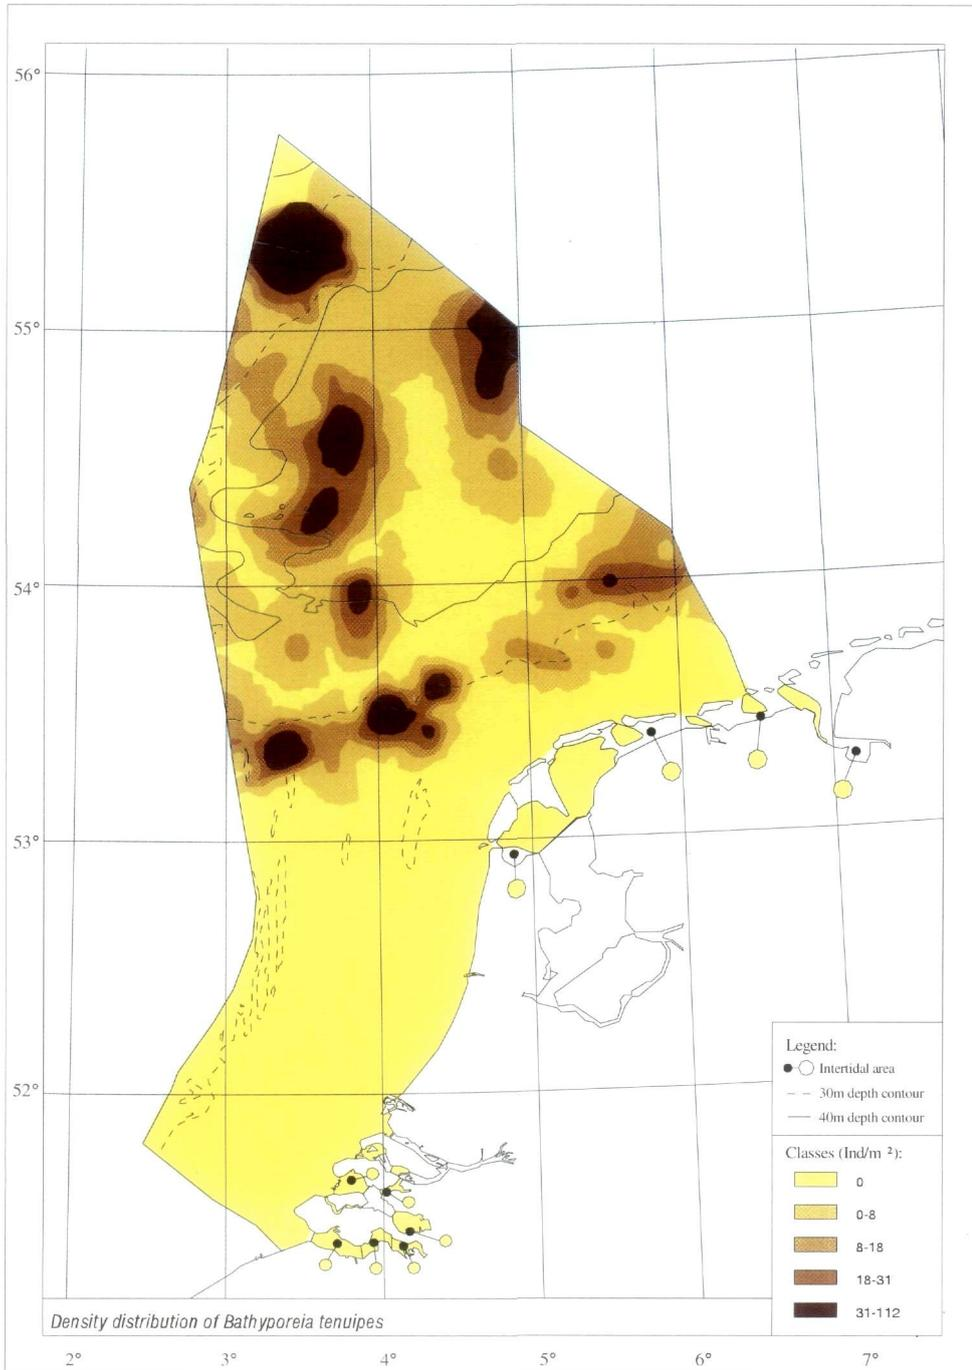 56°
55°
54°
53°
52°
Legend:
Intertidal area
30m depth contour
40m depth contour
Classes (Ind/m ²):
0
0-8
8-18
18-31
31-112
Density distribution of Bathyporeia tenuipes
2° 3° 4° 5° 6° 7°